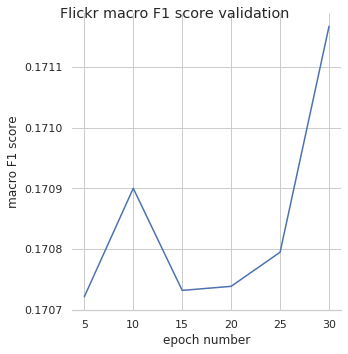 Flickr macro F1 score validation
macro F1 score
0.1711
0.1710
0.1709
0.1708
0.1707
5 10 15 20 25 30
epoch number